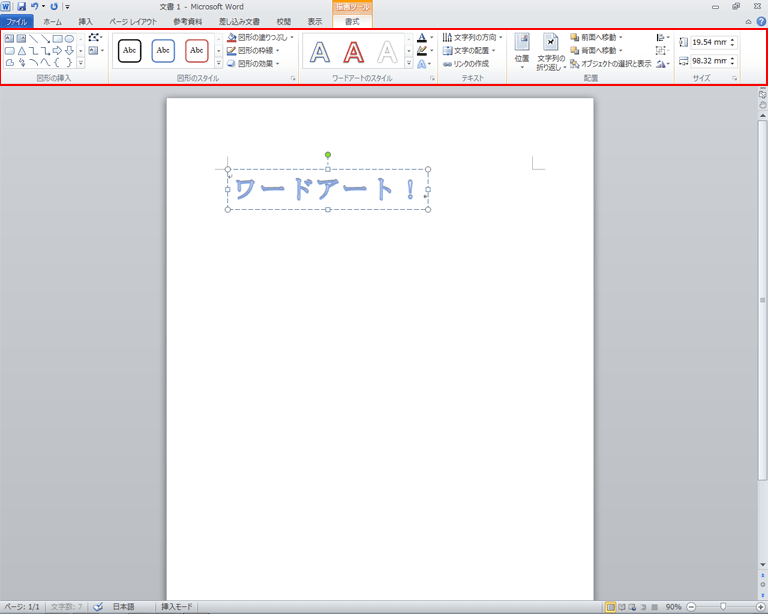 文書 1 - Microsoft Word
描画ツール
ファイル ホーム 挿入 ページ レイアウト 参考資料 差し込み文書 校閲 表示 書式
Abc Abc Abc
図形の塗りつぶし
図形の枠線
図形の効果
A A A
文字列の方向
文字の配置
リンクの作成
位置
文字列の
折り返し
前面へ移動
背面へ移動
オブジェクトの選択と表示
19.54 mm
98.32 mm
図形の挿入 図形のスタイル ワードアートのスタイル テキスト 配置 サイズ
ワードアート！
ページ: 1/1 文字数: 7 日本語 挿入モード 90%